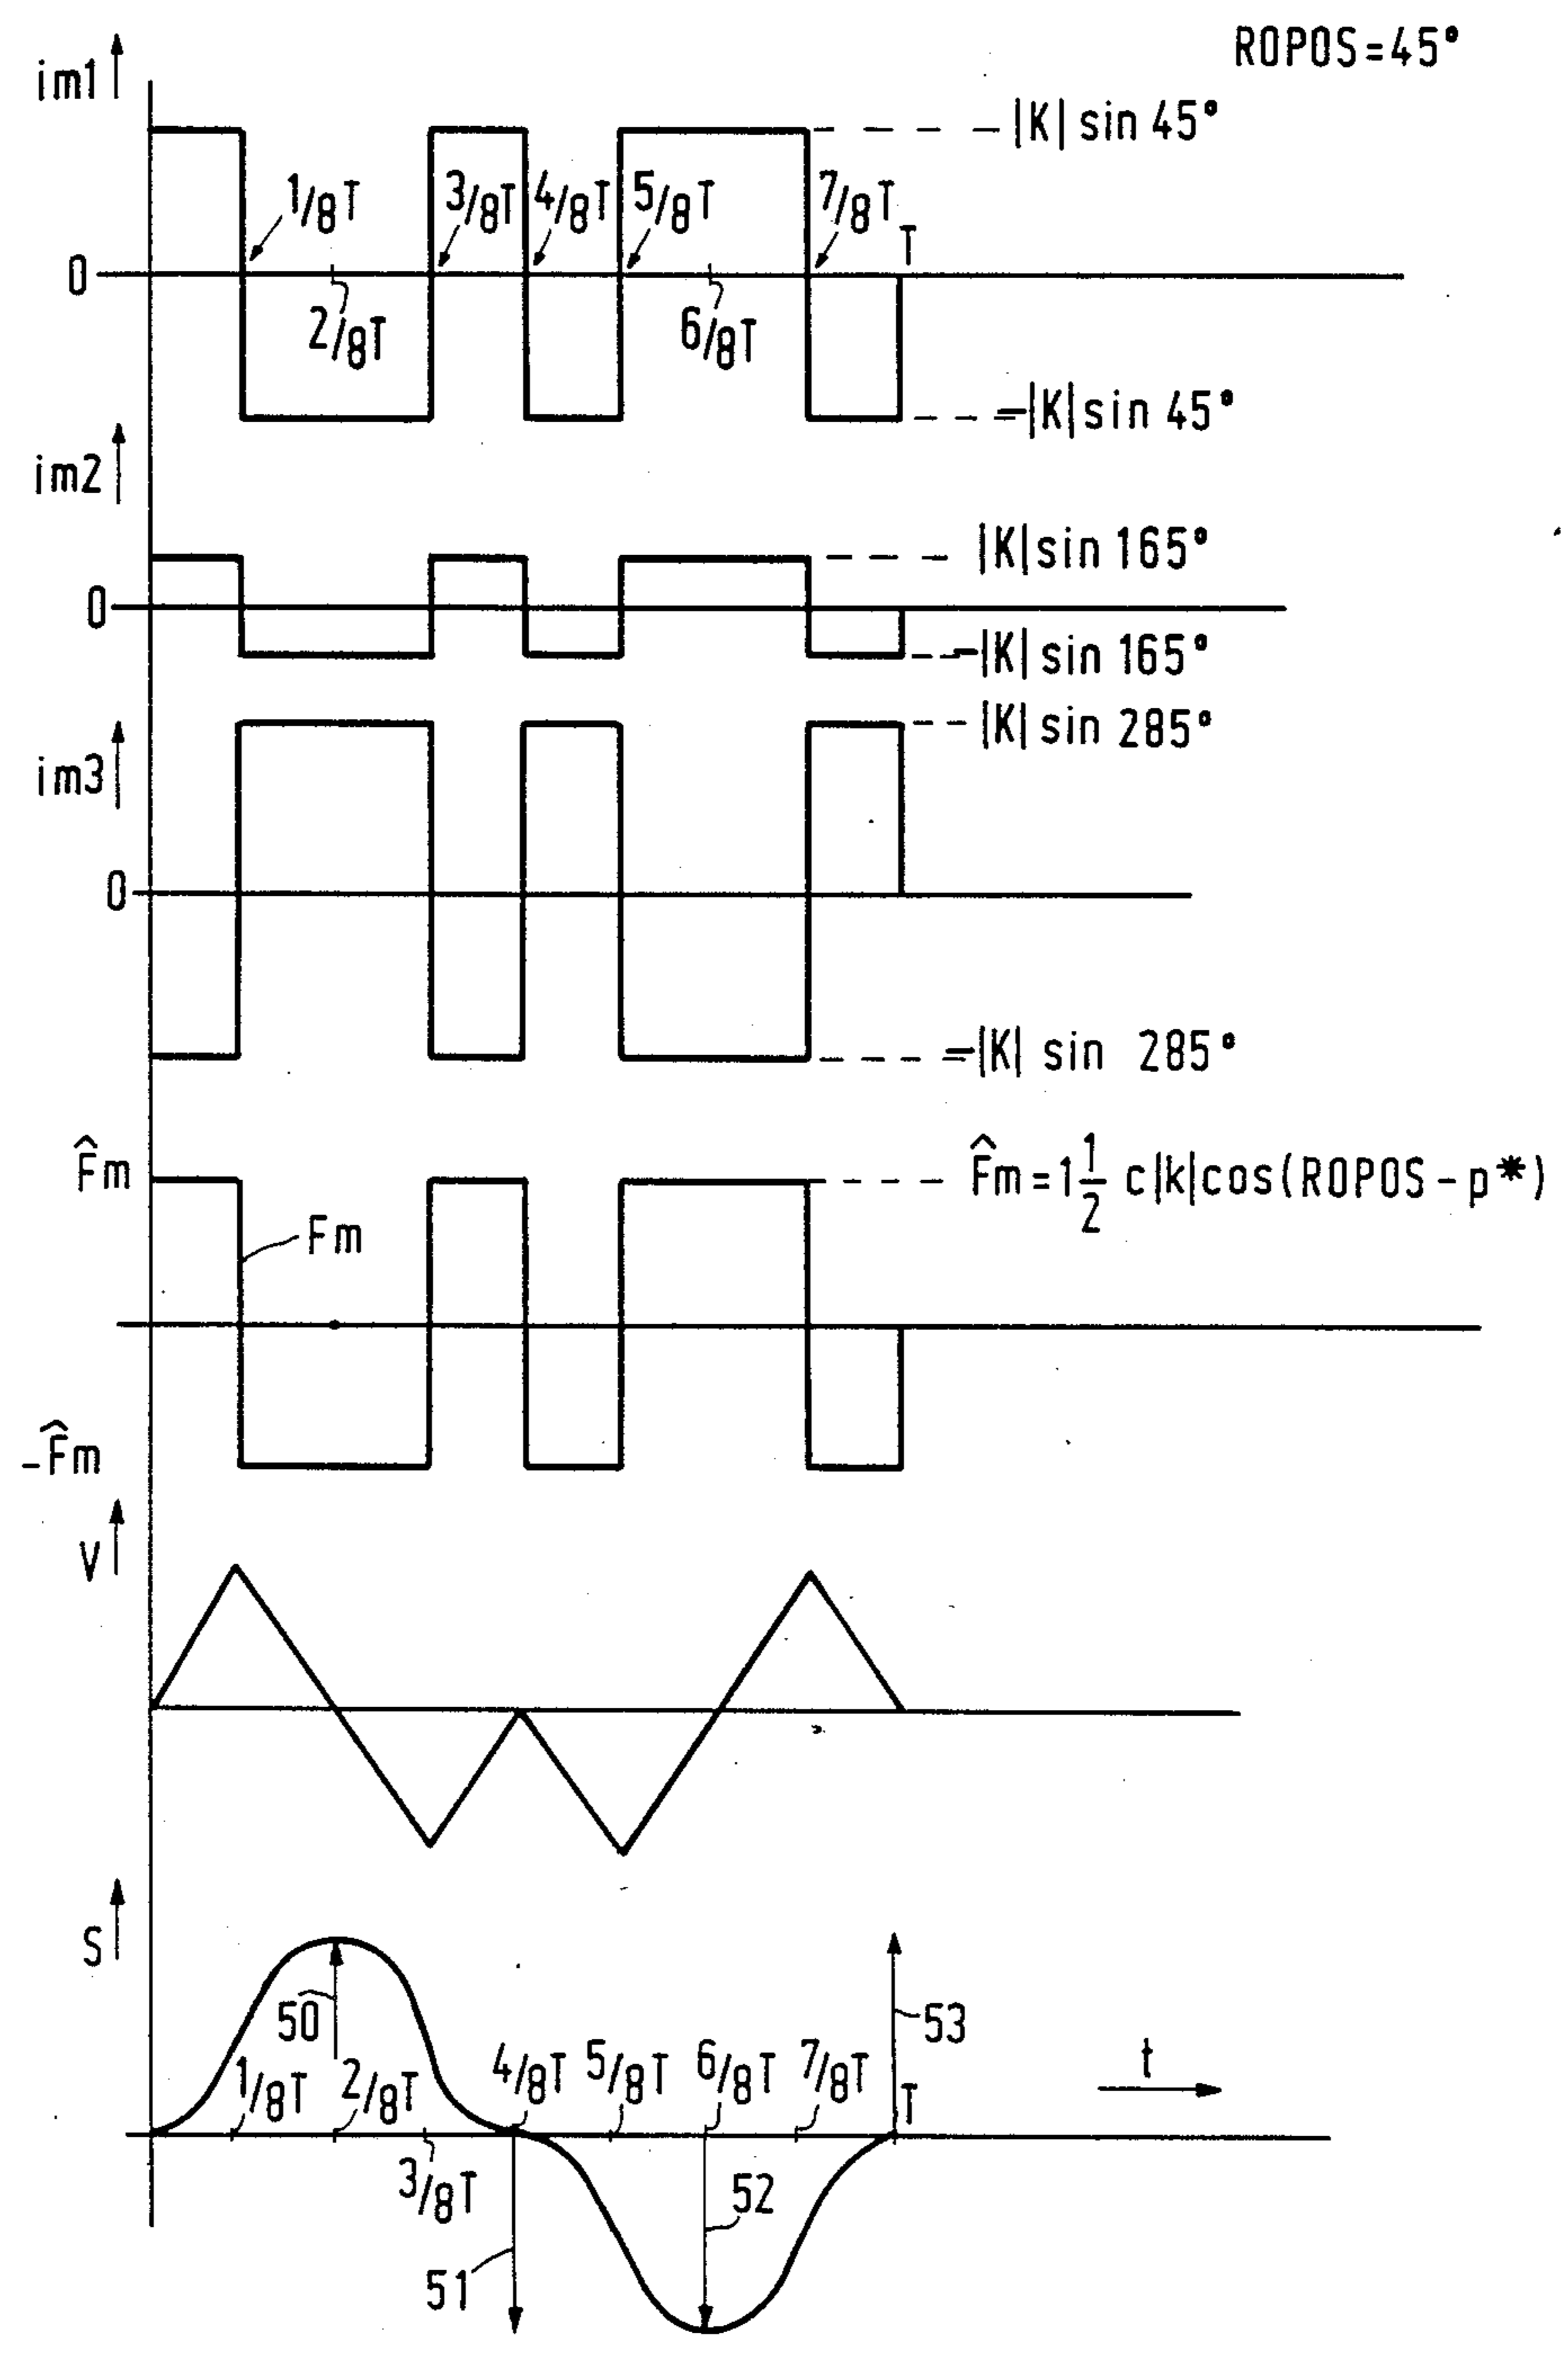 ROPOS=45°
im1
|K| sin 45°
1/8T
3/8T
4/8T
5/8T
7/8T
T
0
2/8T
6/8T
-|K| sin 45°
im2
|K| sin 165°
0
-|K| sin 165°
|K| sin 285°
im3
0
-|K| sin 285°
F̂m
F̂m=1 1/2 c|k|cos(ROPOS-p*)
Fm
-F̂m
V
S
50
53
1/8T
2/8T
4/8T
5/8T
6/8T
7/8T
T
t
3/8T
52
51